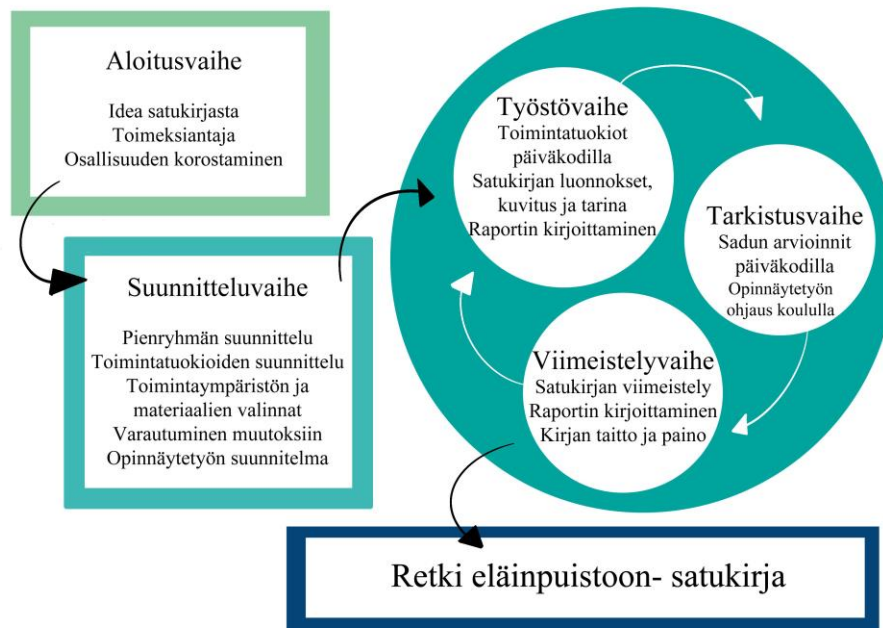 Aloitusvaihe
Idea satukirjasta
Toimeksiantaja
Osallisuuden korostaminen
Suunnitteluvaihe
Pienryhmän suunnittelu
Toimintatuokioiden suunnittelu
Toimintaympäristön ja
materiaalien valinnat
Varautuminen muutoksiin
Opinnäytetyön suunnitelma
Työstövaihe
Toimintatuokiot
päiväkodilla
Satukirjan luonnokset,
kuvitus ja tarina
Raportin kirjoittaminen
Tarkistusvaihe
Sadun arvioinnit
päiväkodilla
Opinnäytetyön
ohjaus koululla
Viimeistelyvaihe
Satukirjan viimeistely
Raportin kirjoittaminen
Kirjan taitto ja paino
Retki eläinpuistoon- satukirja